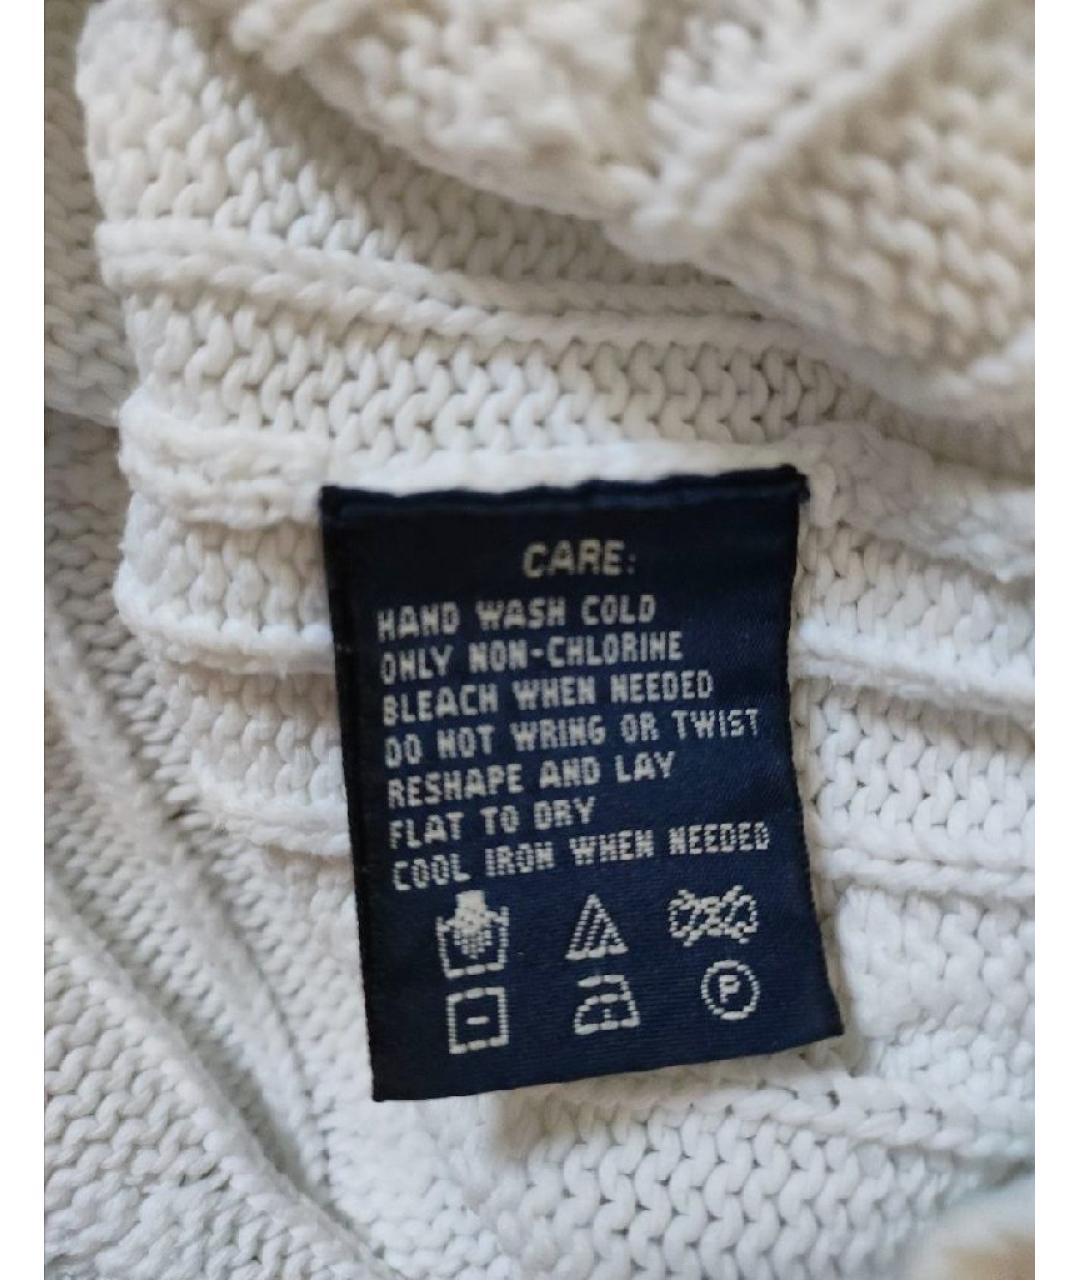 CARE:
HAND WASH COLD
ONLY NON-CHLORINE
BLEACH WHEN NEEDED
DO NOT WRING OR TWIST
RESHAPE AND LAY
FLAT TO DRY
COOL IRON WHEN NEEDED
P